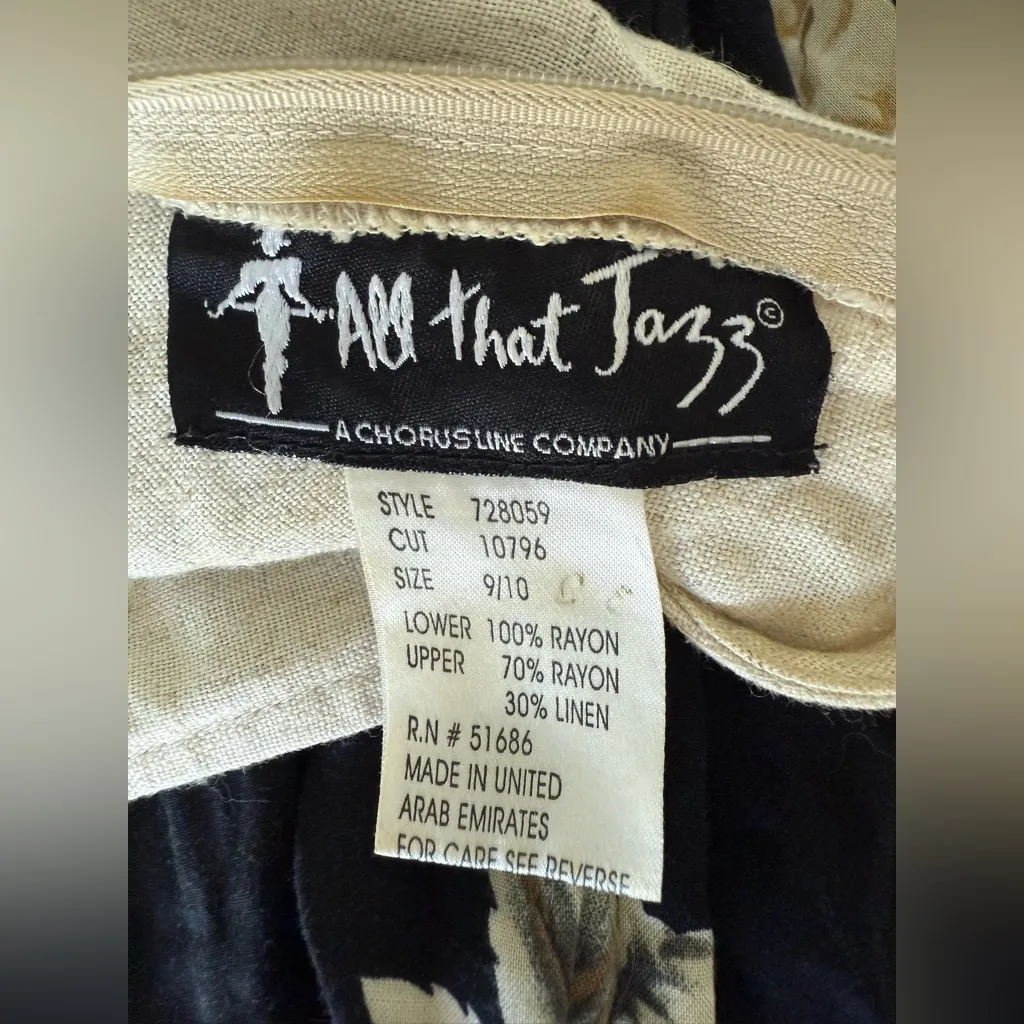 All that Jazz ©
A CHORUS LINE COMPANY
STYLE 728059
CUT 10796
SIZE 9/10
LOWER 100% RAYON
UPPER 70% RAYON
30% LINEN
R.N # 51686
MADE IN UNITED
ARAB EMIRATES
FOR CARE SEE REVERSE